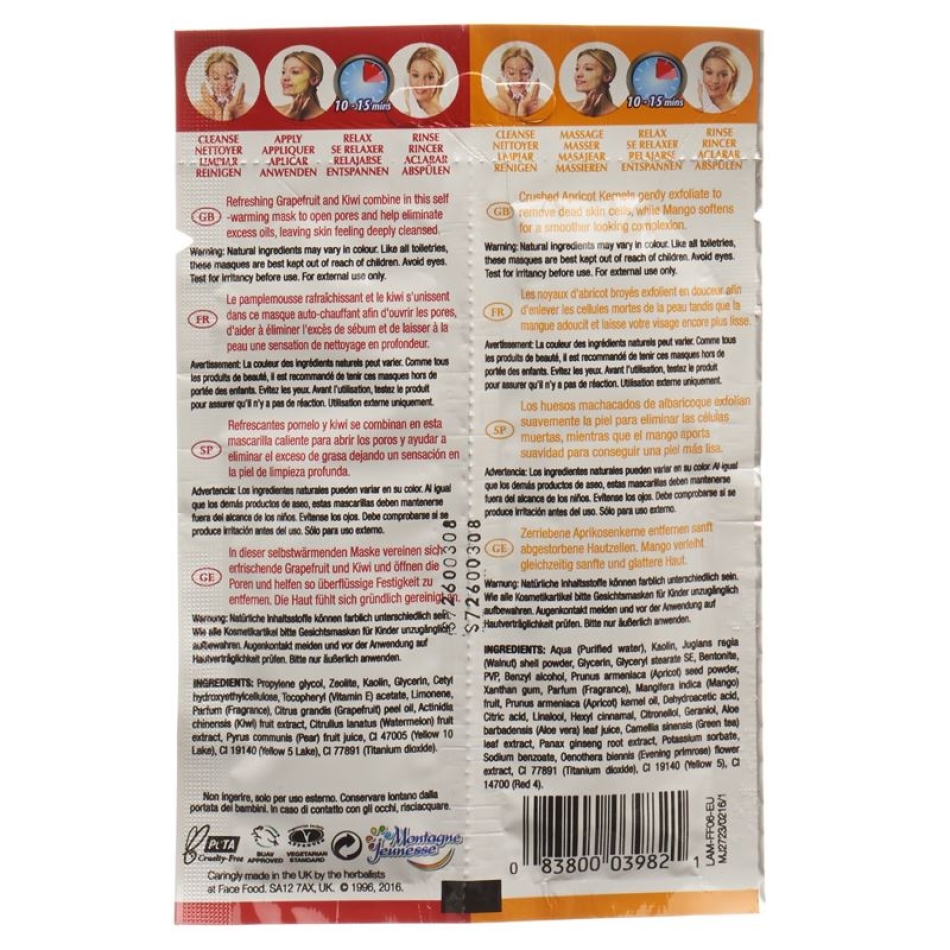 10-15 mins
CLEANSE APPLY RELAX RINSE
NETTOYER APPLIQUER SE RELAXER RINCER
LIMPIAR APLICAR RELAJARSE ACLARAR
REINIGEN ANWENDEN ENTSPANNEN ABSPÜLEN
GB
Refreshing Grapefruit and Kiwi combine in this self
-warming mask to open pores and help eliminate
excess oils, leaving skin feeling deeply cleansed.
Warning: Natural ingredients may vary in colour. Like all toiletries,
these masques are best kept out of reach of children. Avoid eyes.
Test for irritancy before use. For external use only.
FR
Le pamplemousse rafraîchissant et le kiwi s'unissent
dans ce masque auto-chauffant afin d'ouvrir les pores,
d'aider à éliminer l'excès de sébum et de laisser à la
peau une sensation de nettoyage en profondeur.
Avertissement: La couleur des ingrédients naturels peut varier. Comme tous
les produits de beauté, il est recommandé de tenir ces masques hors de
portée des enfants. Evitez les yeux. Avant l'utilisation, testez le produit
pour assurer qu'il n'y a pas de réaction. Utilisation externe uniquement.
SP
Refrescantes pomelo y kiwi se combinan en esta
mascarilla caliente para abrir los poros y ayudar a
eliminar el exceso de grasa dejando un sensación en
la piel de limpieza profunda.
Advertencia: Los ingredientes naturales pueden variar en su color. Al igual
que los demás productos de aseo, estas mascarillas deben mantenerse
fuera del alcance de los niños. Evítense los ojos. Debe comprobarse si se
produce irritación antes del uso. Sólo para uso externo.
GE
In dieser selbstwärmenden Maske vereinen sich
erfrischende Grapefruit und Kiwi und öffnen die
Poren und helfen so überflüssige Festigkeit zu
entfernen. Die Haut fühlt sich gründlich gereinigt an.
Warnung: Natürliche Inhaltsstoffe können farblich unterschiedlich sein.
Wie alle Kosmetikartikel bitte Gesichtsmasken für Kinder unzugänglich
aufbewahren. Augenkontakt meiden und vor der Anwendung auf
Hautverträglichkeit prüfen. Bitte nur äußerlich anwenden.
INGREDIENTS: Propylene glycol, Zeolite, Kaolin, Glycerin, Cetyl
hydroxyethylcellulose, Tocopheryl (Vitamin E) acetate, Limonene,
Parfum (Fragrance), Citrus grandis (Grapefruit) peel oil, Actinidia
chinensis (Kiwi) fruit extract, Citrullus lanatus (Watermelon) fruit
extract, Pyrus communis (Pear) fruit juice, CI 47005 (Yellow 10
Lake), CI 19140 (Yellow 5 Lake), CI 77891 (Titanium dioxide).
Non ingerire, solo per uso esterno. Conservare lontano dalla
portata dei bambini. In caso di contatto con gli occhi, risciacquare.
PETA
Cruelty-Free
BUAV
APPROVED
VEGETARIAN
STANDARD
Montagne
Jeunesse
Caringly made in the UK by the herbalists
at Face Food. SA12 7AX, UK. © 1996, 2016.
S72600308
S72600308
10-15 mins
CLEANSE MASSAGE RELAX RINSE
NETTOYER MASSER SE RELAXER RINCER
LIMPIAR MASAJEAR RELAJARSE ACLARAR
REINIGEN MASSIEREN ENTSPANNEN ABSPÜLEN
GB
Crushed Apricot Kernels gently exfoliate to
remove dead skin cells, while Mango softens
for a smoother looking complexion.
Warning: Natural ingredients may vary in colour. Like all toiletries,
these masques are best kept out of reach of children. Avoid eyes.
Test for irritancy before use. For external use only.
FR
Les noyaux d'abricot broyés exfolient en douceur afin
d'enlever les cellules mortes de la peau tandis que la
mangue adoucit et laisse votre visage encore plus lisse.
Avertissement: La couleur des ingrédients naturels peut varier. Comme tous
les produits de beauté, il est recommandé de tenir ces masques hors de
portée des enfants. Evitez les yeux. Avant l'utilisation, testez le produit
pour assurer qu'il n'y a pas de réaction. Utilisation externe uniquement.
SP
Los huesos machacados de albaricoque exfolian
suavemente la piel para eliminar las células
muertas, mientras que el mango aporta
suavidad para conseguir una piel más lisa.
Advertencia: Los ingredientes naturales pueden variar en su color. Al igual
que los demás productos de aseo, estas mascarillas deben mantenerse
fuera del alcance de los niños. Evítense los ojos. Debe comprobarse si se
produce irritación antes del uso. Sólo para uso externo.
GE
Zerriebene Aprikosenkerne entfernen sanft
abgestorbene Hautzellen. Mango verleiht
gleichzeitig sanfte und glattere Haut.
Warnung: Natürliche Inhaltsstoffe können farblich unterschiedlich sein.
Wie alle Kosmetikartikel bitte Gesichtsmasken für Kinder unzugänglich
aufbewahren. Augenkontakt meiden und vor der Anwendung auf
Hautverträglichkeit prüfen. Bitte nur äußerlich anwenden.
INGREDIENTS: Aqua (Purified water), Kaolin, Juglans regia
(Walnut) shell powder, Glycerin, Glyceryl stearate SE, Bentonite,
PVP, Benzyl alcohol, Prunus armeniaca (Apricot) seed powder,
Xanthan gum, Parfum (Fragrance), Mangifera indica (Mango)
fruit, Prunus armeniaca (Apricot) kernel oil, Dehydroacetic acid,
Citric acid, Linalool, Hexyl cinnamal, Citronellol, Geraniol, Aloe
barbadensis (Aloe vera) leaf juice, Camellia sinensis (Green tea)
leaf extract, Panax ginseng root extract, Potassium sorbate,
Sodium benzoate, Oenothera biennis (Evening primrose) flower
extract, CI 77891 (Titanium dioxide), CI 19140 (Yellow 5), CI
14700 (Red 4).
0 83800 03982 1
LAM-FF06-EU
MJ2723/0216/1